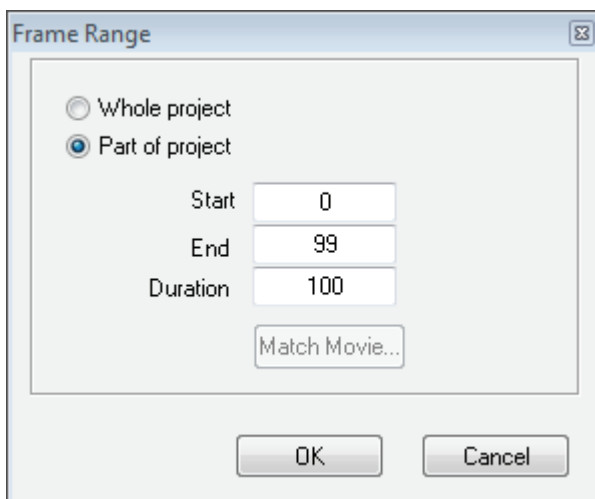 Frame Range
Whole project
Part of project
Start 0
End 99
Duration 100
Match Movie...
OK Cancel